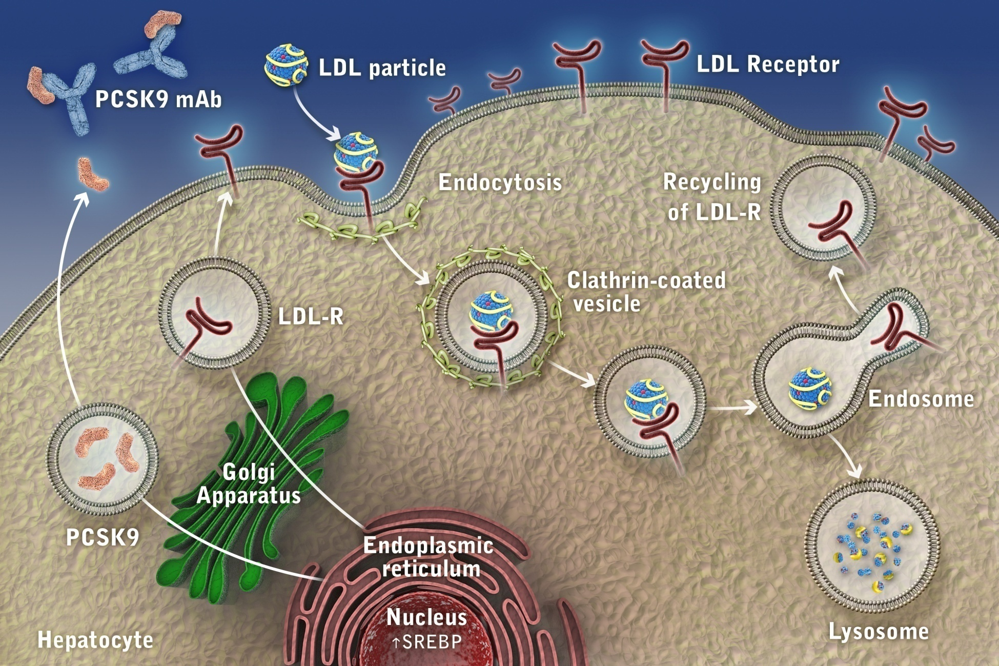 LDL particle
LDL Receptor
PCSK9 mAb
Endocytosis
Recycling
of LDL-R
Clathrin-coated
vesicle
LDL-R
Endosome
Golgi
Apparatus
PCSK9
Endoplasmic
reticulum
Nucleus
↑SREBP
Hepatocyte
Lysosome